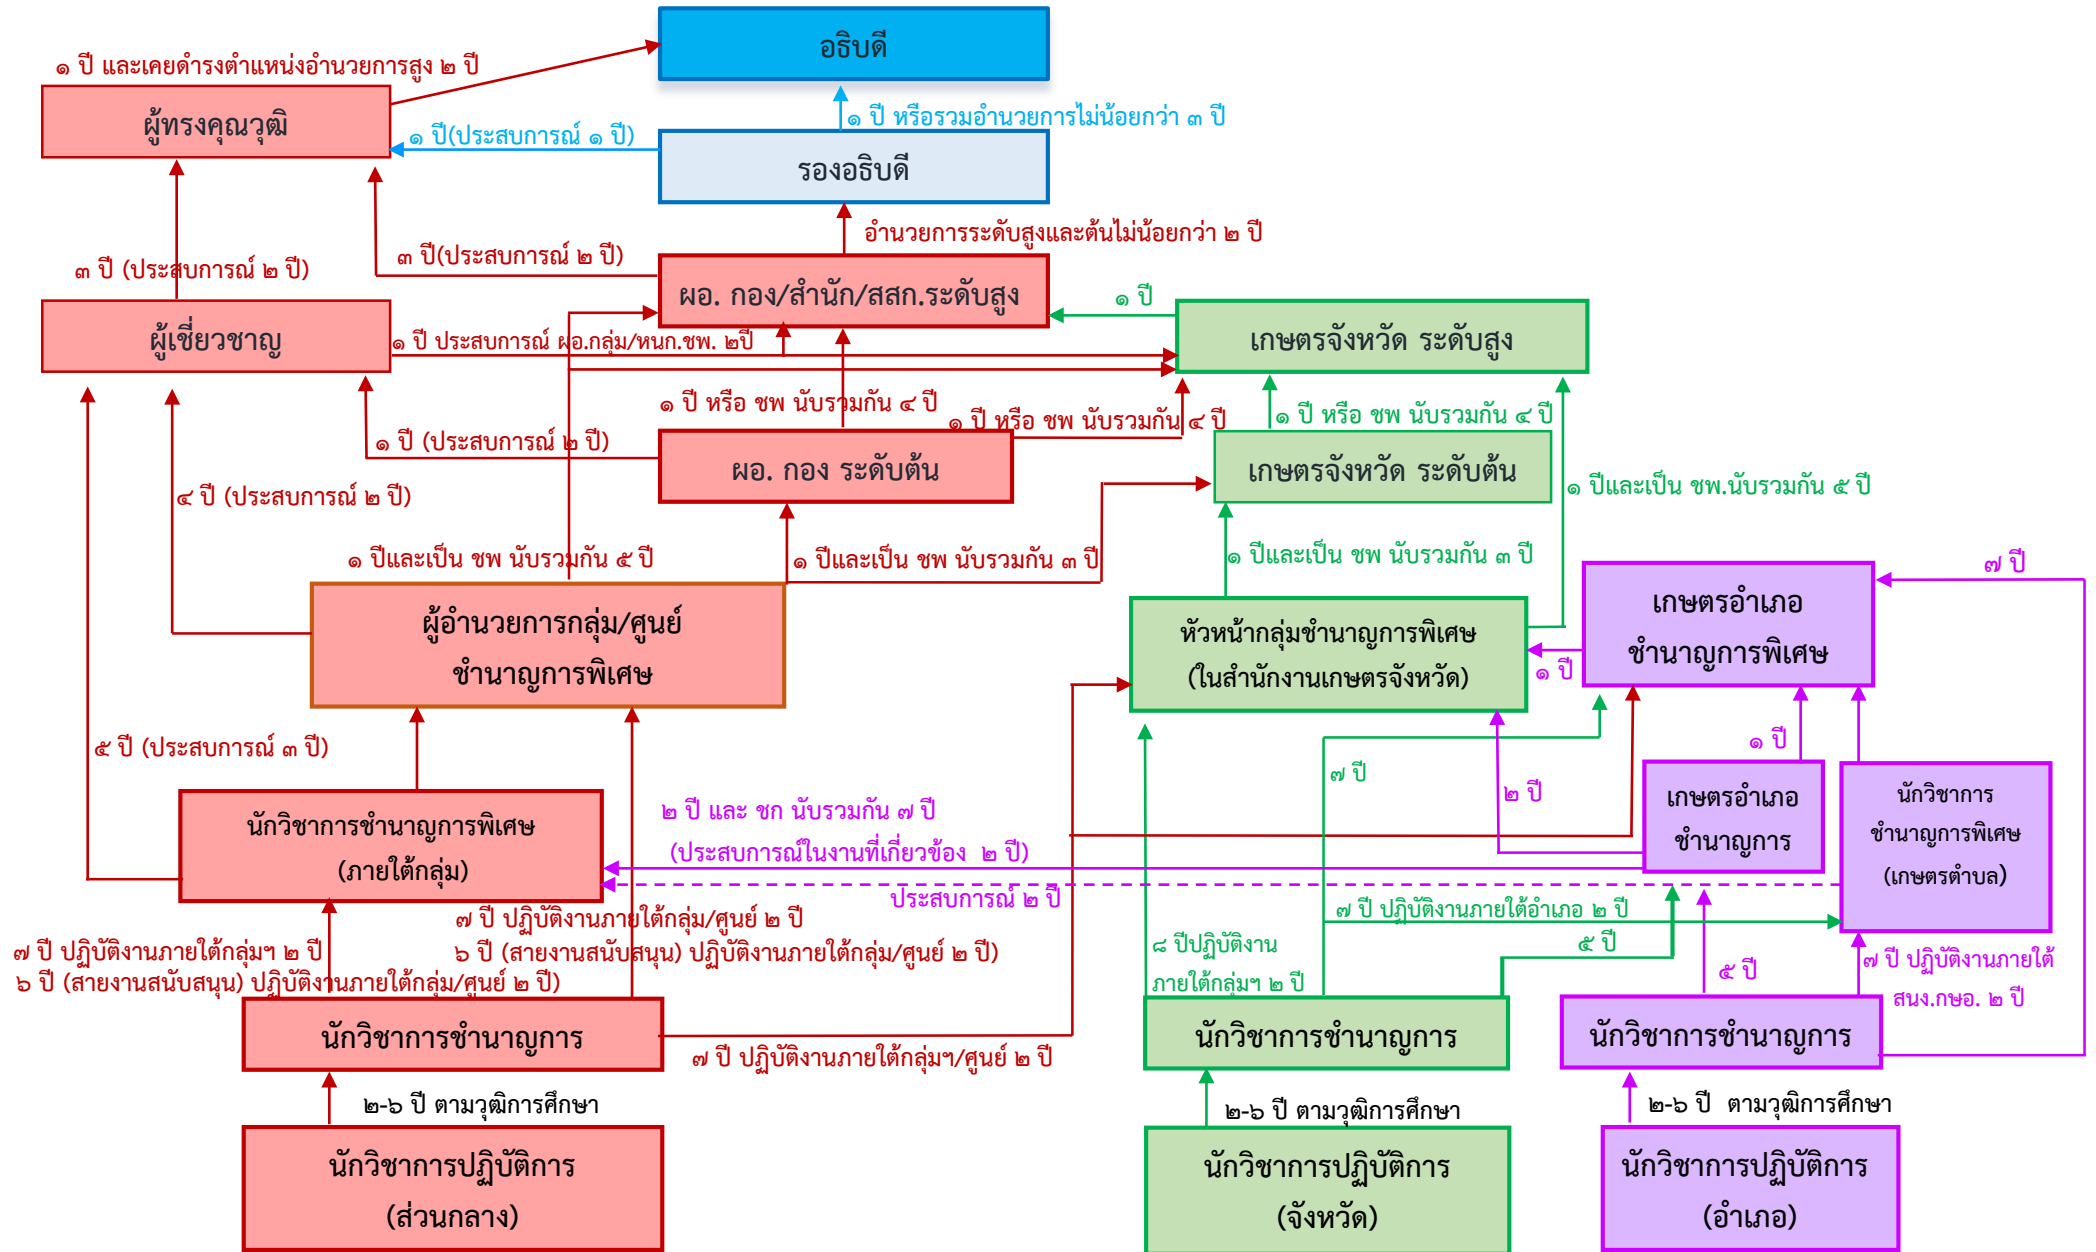 อธิบดี
๑ ปี และเคยดำรงตำแหน่งอำนวยการสูง ๒ ปี
ผู้ทรงคุณวุฒิ
๑ ปี หรือรวมอำนวยการไม่น้อยกว่า ๓ ปี
๑ ปี(ประสบการณ์ ๑ ปี)
รองอธิบดี
อำนวยการระดับสูงและต้นไม่น้อยกว่า ๒ ปี
๓ ปี(ประสบการณ์ ๒ ปี)
๓ ปี (ประสบการณ์ ๒ ปี)
ผอ. กอง/สำนัก/สสก.ระดับสูง
๑ ปี
ผู้เชี่ยวชาญ
๑ ปี ประสบการณ์ ผอ.กลุ่ม/หนก.ชพ. ๒ปี
เกษตรจังหวัด ระดับสูง
๑ ปี หรือ ชพ นับรวมกัน ๔ ปี
๑ ปี หรือ ชพ นับรวมกัน ๔ ปี
๑ ปี หรือ ชพ นับรวมกัน ๔ ปี
๑ ปี (ประสบการณ์ ๒ ปี)
ผอ. กอง ระดับต้น
เกษตรจังหวัด ระดับต้น
๔ ปี (ประสบการณ์ ๒ ปี)
๑ ปีและเป็น ชพ.นับรวมกัน ๕ ปี
๑ ปีและเป็น ชพ นับรวมกัน ๕ ปี
๑ ปีและเป็น ชพ นับรวมกัน ๓ ปี
๑ ปีและเป็น ชพ นับรวมกัน ๓ ปี
๗ ปี
ผู้อำนวยการกลุ่ม/ศูนย์
ชำนาญการพิเศษ
หัวหน้ากลุ่มชำนาญการพิเศษ
(ในสำนักงานเกษตรจังหวัด)
เกษตรอำเภอ
ชำนาญการพิเศษ
๑ ปี
๕ ปี (ประสบการณ์ ๓ ปี)
๗ ปี
๒ ปี
๑ ปี
นักวิชาการชำนาญการพิเศษ
(ภายใต้กลุ่ม)
๒ ปี และ ชก นับรวมกัน ๗ ปี
(ประสบการณ์ในงานที่เกี่ยวข้อง ๒ ปี)
เกษตรอำเภอ
ชำนาญการ
นักวิชาการ
ชำนาญการพิเศษ
(เกษตรตำบล)
ประสบการณ์ ๒ ปี
๗ ปี ปฏิบัติงานภายใต้กลุ่มฯ ๒ ปี
๖ ปี (สายงานสนับสนุน) ปฏิบัติงานภายใต้กลุ่ม/ศูนย์ ๒ ปี)
๗ ปี ปฏิบัติงานภายใต้กลุ่ม/ศูนย์ ๒ ปี
๖ ปี (สายงานสนับสนุน) ปฏิบัติงานภายใต้กลุ่ม/ศูนย์ ๒ ปี)
๗ ปี ปฏิบัติงานภายใต้อำเภอ ๒ ปี
๘ ปีปฏิบัติงาน
ภายใต้กลุ่มฯ ๒ ปี
๕ ปี
๕ ปี
๗ ปี ปฏิบัติงานภายใต้
สนง.กษอ. ๒ ปี
นักวิชาการชำนาญการ
๗ ปี ปฏิบัติงานภายใต้กลุ่มฯ/ศูนย์ ๒ ปี
นักวิชาการชำนาญการ
นักวิชาการชำนาญการ
๒-๖ ปี ตามวุฒิการศึกษา
๒-๖ ปี ตามวุฒิการศึกษา
๒-๖ ปี ตามวุฒิการศึกษา
นักวิชาการปฏิบัติการ
(ส่วนกลาง)
นักวิชาการปฏิบัติการ
(จังหวัด)
นักวิชาการปฏิบัติการ
(อำเภอ)